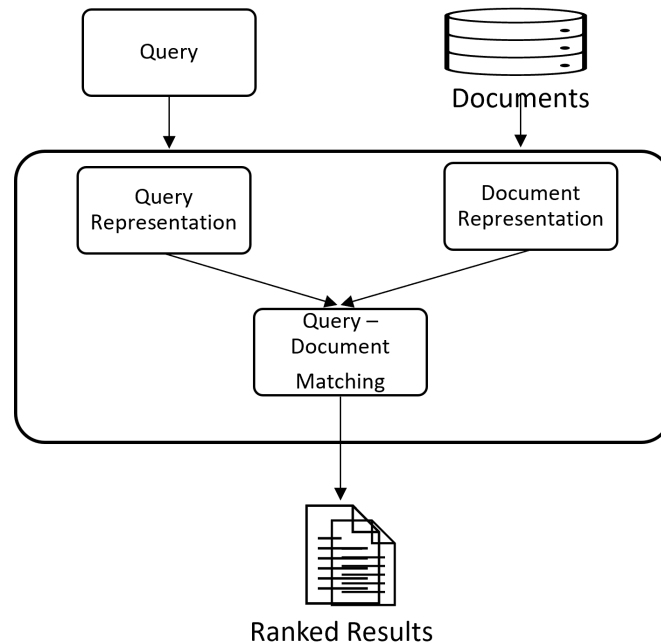 Query
Documents
Query
Representation
Document
Representation
Query –
Document
Matching
Ranked Results